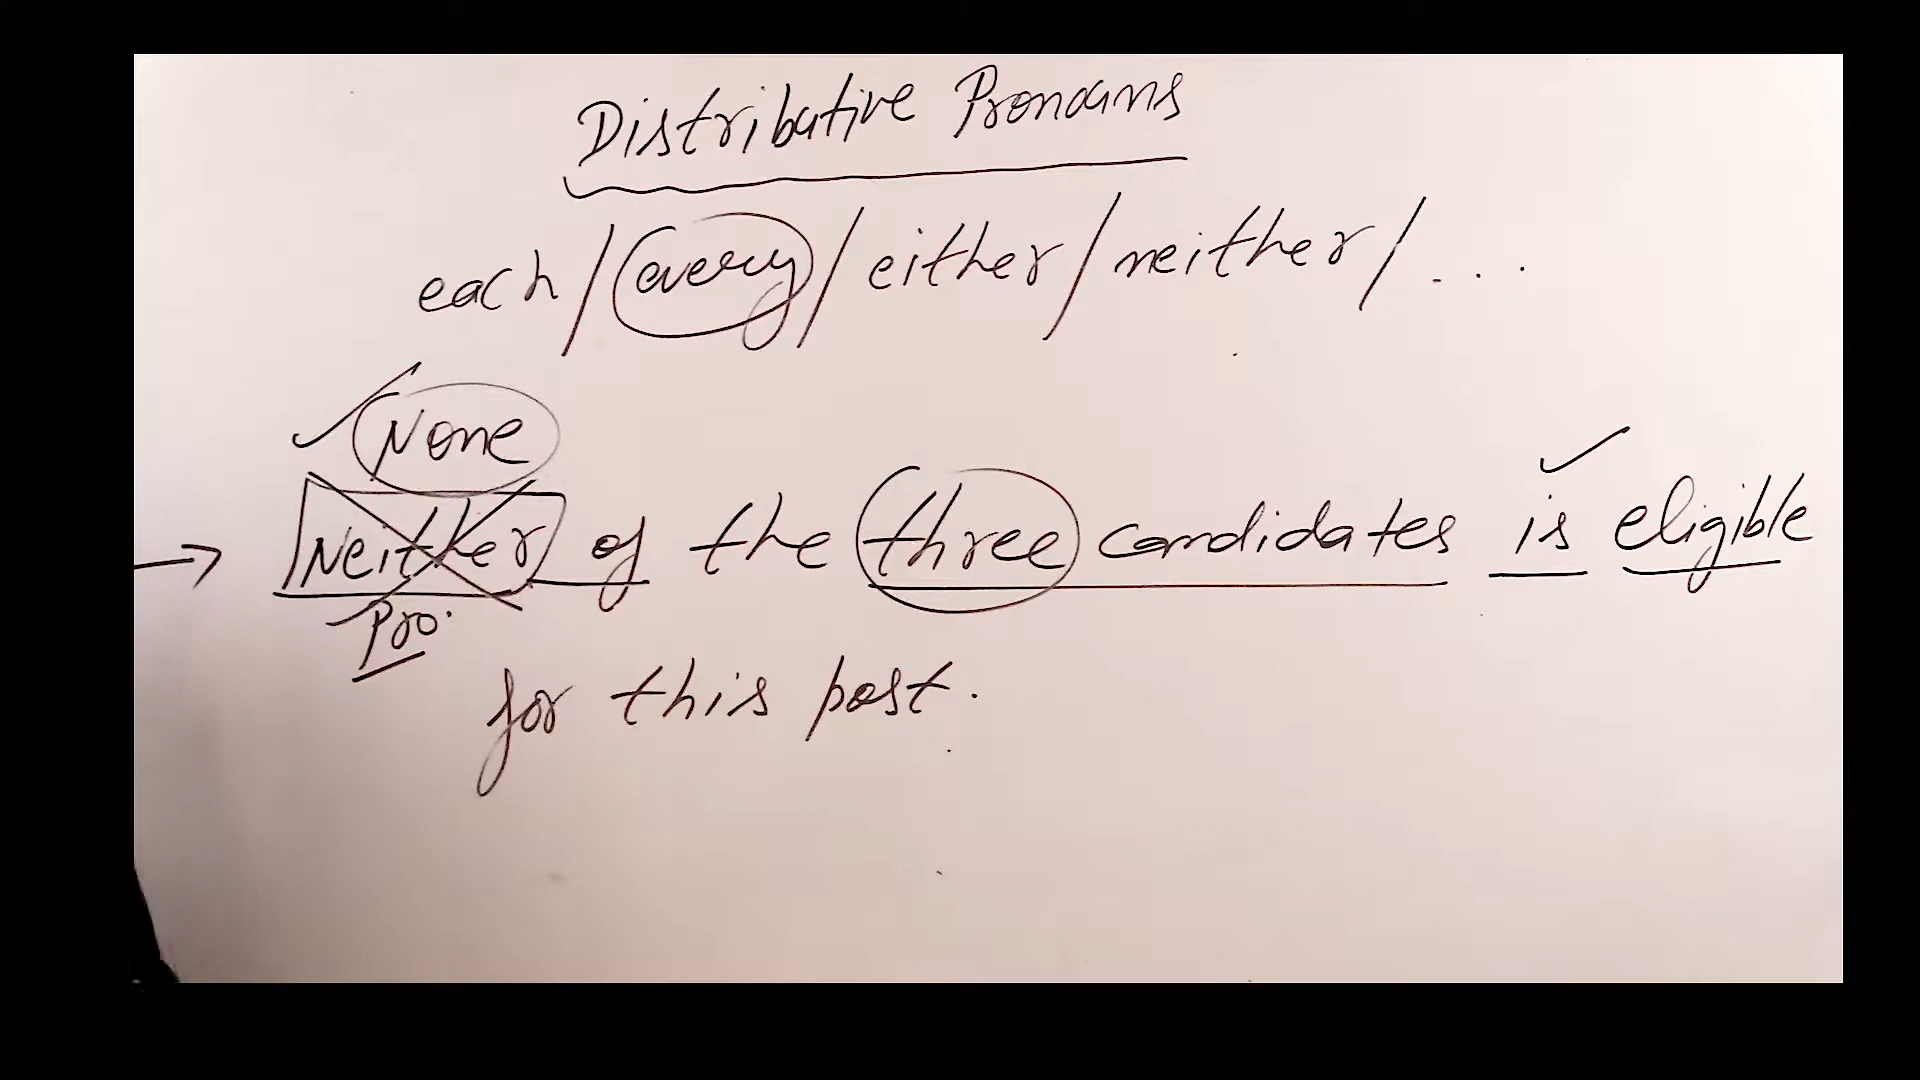 Distributive Pronouns
each / every / either / neither / ...
None
→ Neither of the three candidates is eligible
Pro.
for this post.